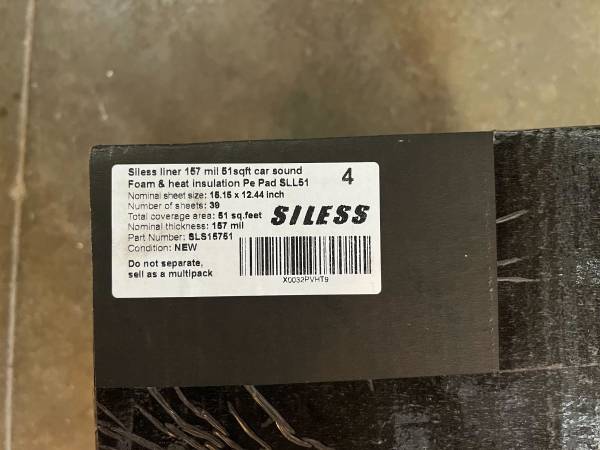 Siless liner 157 mil 51sqft car sound
Foam & heat insulation Pe Pad SLL51
4
Nominal sheet size: 15.15 x 12.44 inch
Number of sheets: 39
Total coverage area: 51 sq.feet
Nominal thickness: 157 mil
Part Number: SLS15751
Condition: NEW
SILESS
Do not separate,
sell as a multipack
X0032PVHT9